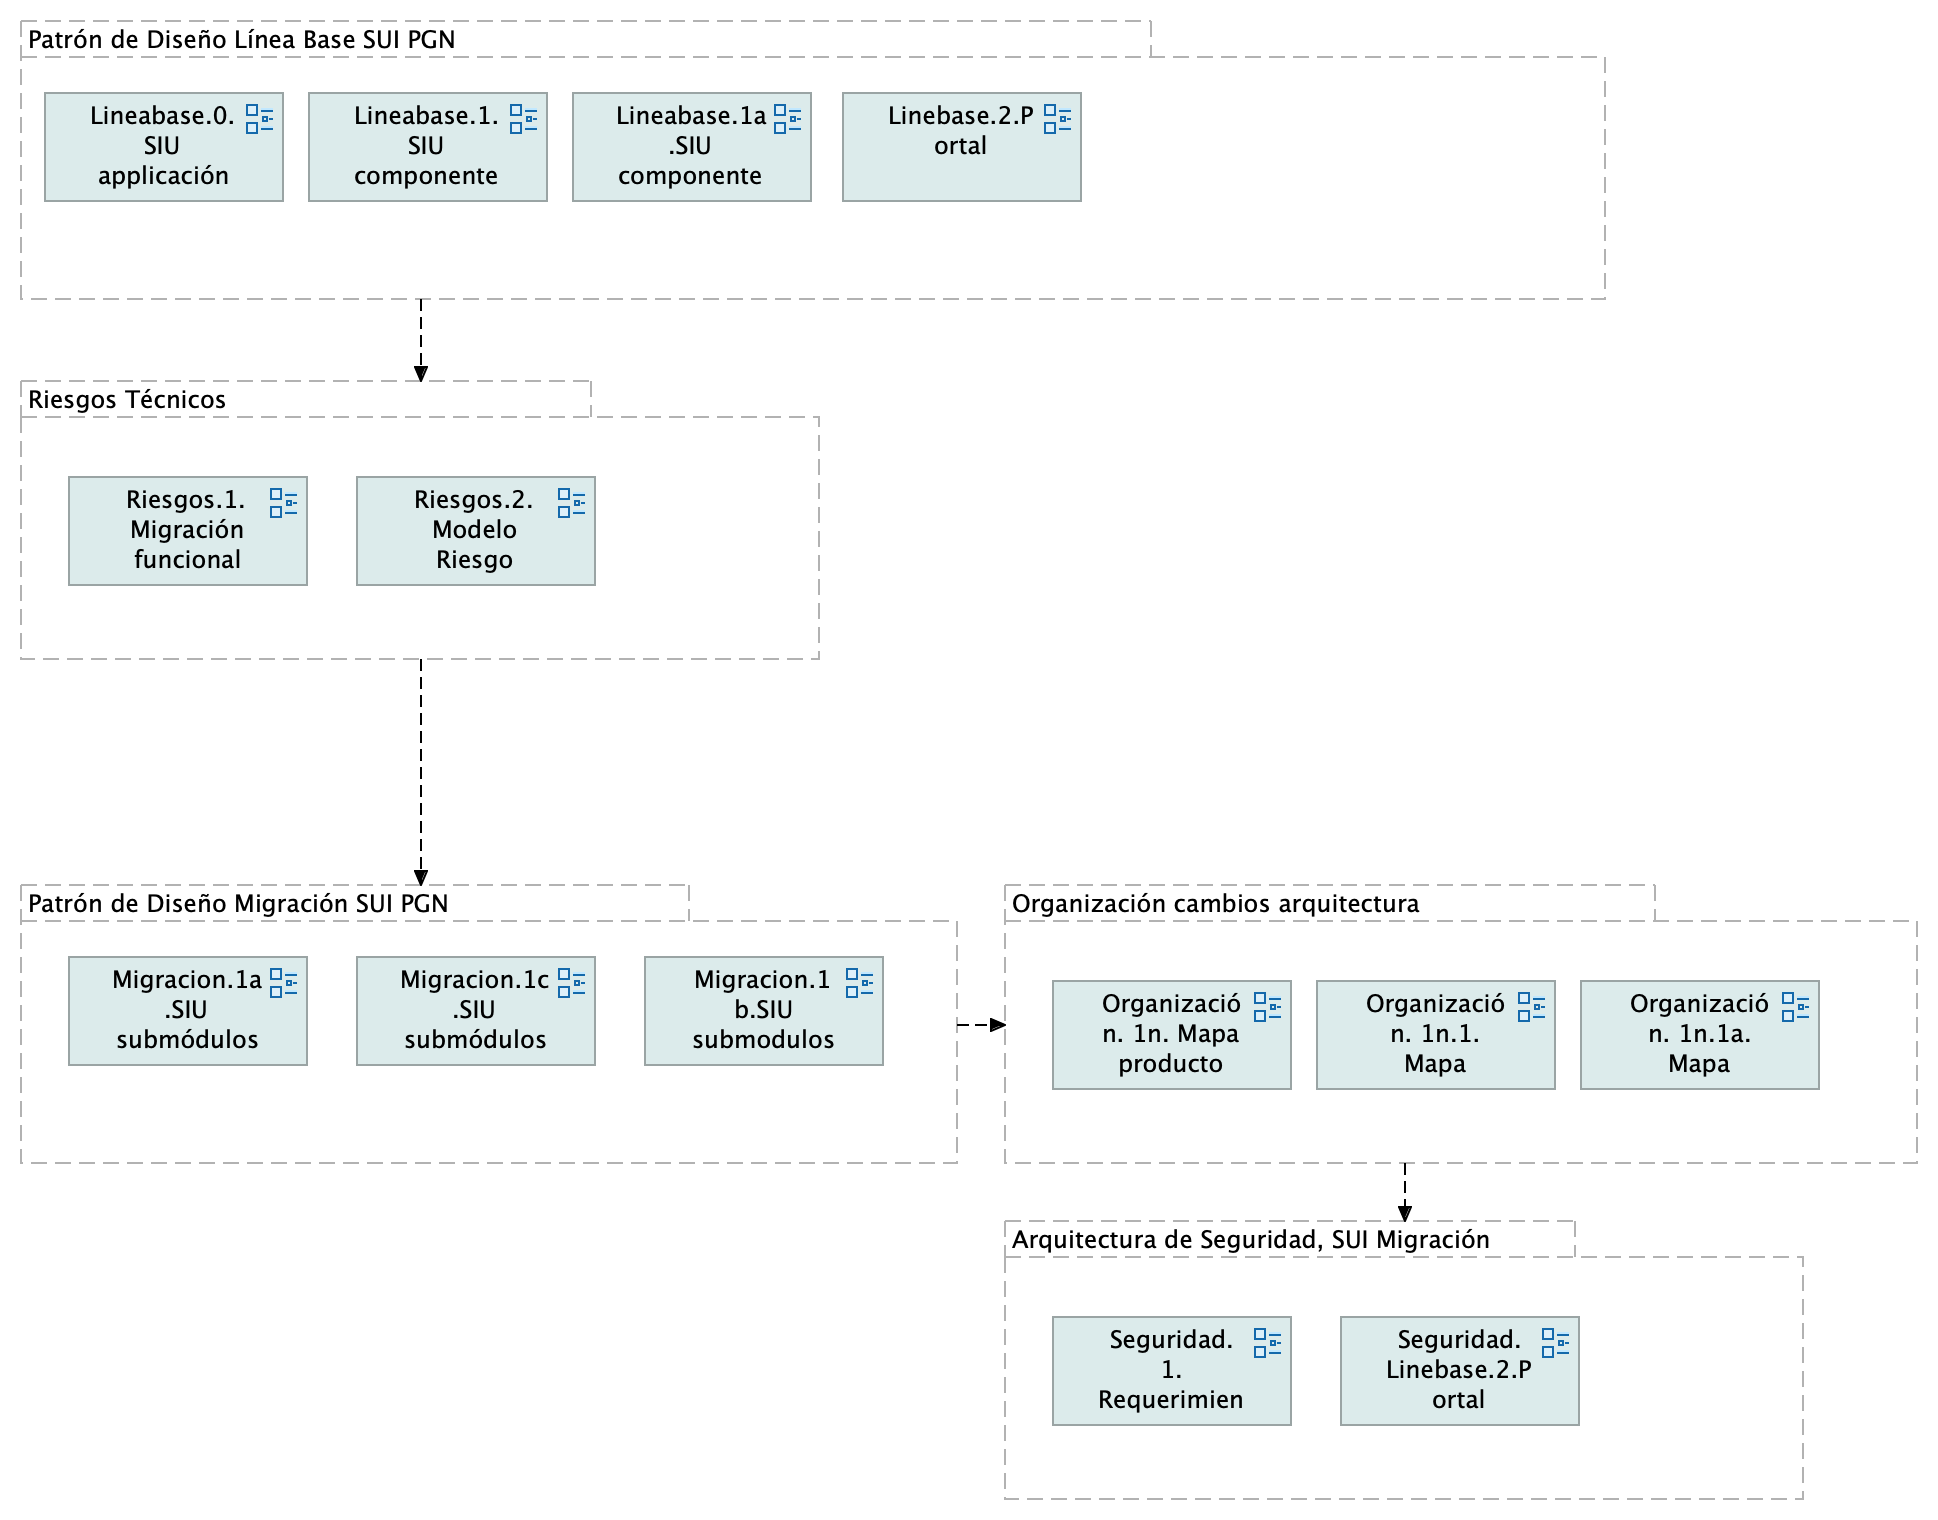 Patrón de Diseño Línea Base SUI PGN
Lineabase.0.
SIU
applicación
Lineabase.1.
SIU
componente
Lineabase.1a
.SIU
componente
Linebase.2.P
ortal
Riesgos Técnicos
Riesgos.1.
Migración
funcional
Riesgos.2.
Modelo
Riesgo
Patrón de Diseño Migración SUI PGN
Migracion.1a
.SIU
submódulos
Migracion.1c
.SIU
submódulos
Migracion.1
b.SIU
submodulos
Organización cambios arquitectura
Organizació
n. 1n. Mapa
producto
Organizació
n. 1n.1.
Mapa
Organizació
n. 1n.1a.
Mapa
Arquitectura de Seguridad, SUI Migración
Seguridad.
1.
Requerimien
Seguridad.
Linebase.2.P
ortal